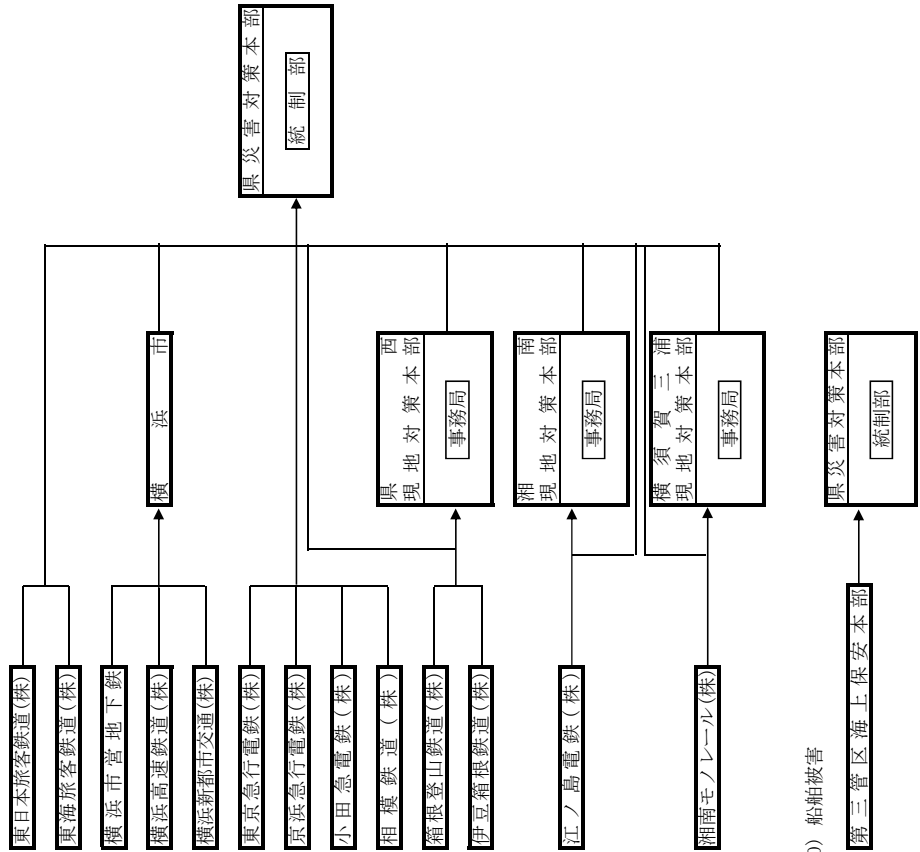 東日本旅客鉄道(株)
東海旅客鉄道(株)
横浜市営地下鉄
横浜高速鉄道(株)
横浜新都市交通(株)
東京急行電鉄(株)
京浜急行電鉄(株)
小田急電鉄(株)
相模鉄道(株)
箱根登山鉄道(株)
伊豆箱根鉄道(株)
江ノ島電鉄(株)
湘南モノレール(株)
横浜市
県西
現地対策本部
事務局
湘南
現地対策本部
事務局
横須賀三浦
現地対策本部
事務局
県災害対策本部
統制部
0) 船舶被害
第三管区海上保安本部
県災害対策本部
統制部